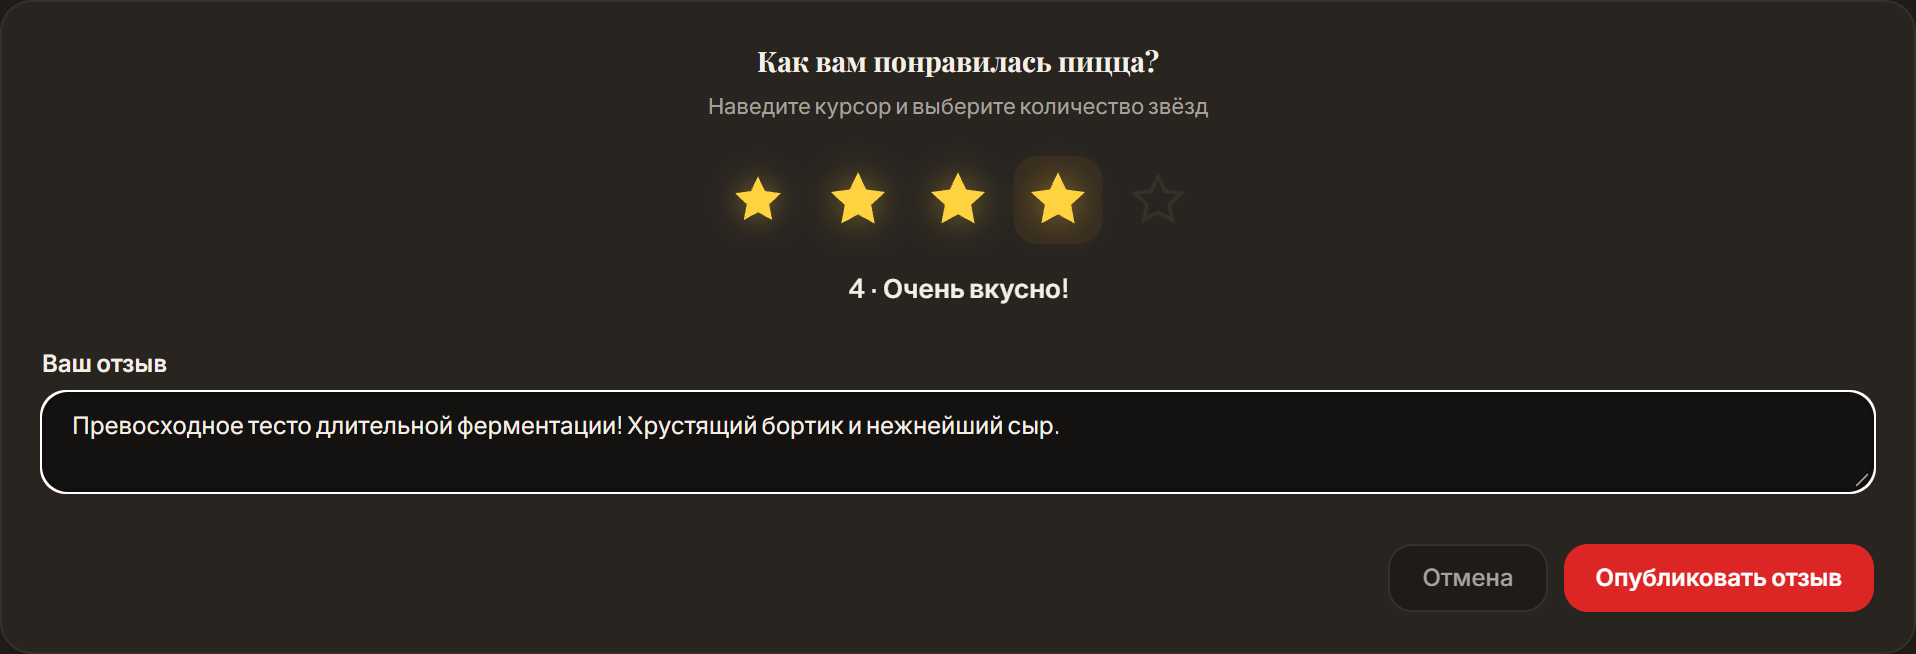 Как вам понравилась пицца?
Наведите курсор и выберите количество звёзд
4 · Очень вкусно!
Ваш отзыв
Превосходное тесто длительной ферментации! Хрустящий бортик и нежнейший сыр.
Отмена
Опубликовать отзыв